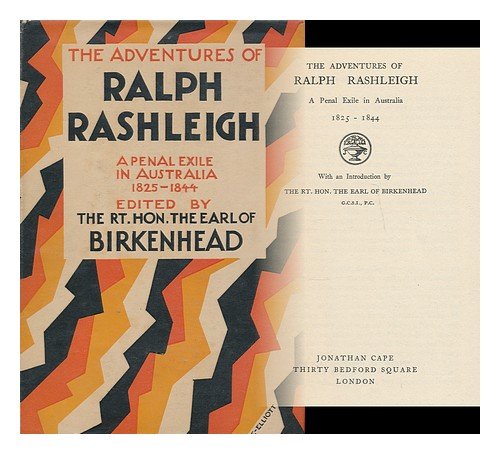 THE ADVENTURES OF
RALPH
RASHLEIGH
A PENAL EXILE
IN AUSTRALIA
1825-1844
EDITED BY
THE RT. HON. THE EARL OF
BIRKENHEAD
-ELLIOTT
THE ADVENTURES OF
RALPH RASHLEIGH
A Penal Exile in Australia
1825 - 1844
With an Introduction by
THE RT. HON. THE EARL OF BIRKENHEAD
G.C.S.I., P.C.
JONATHAN CAPE
THIRTY BEDFORD SQUARE
LONDON